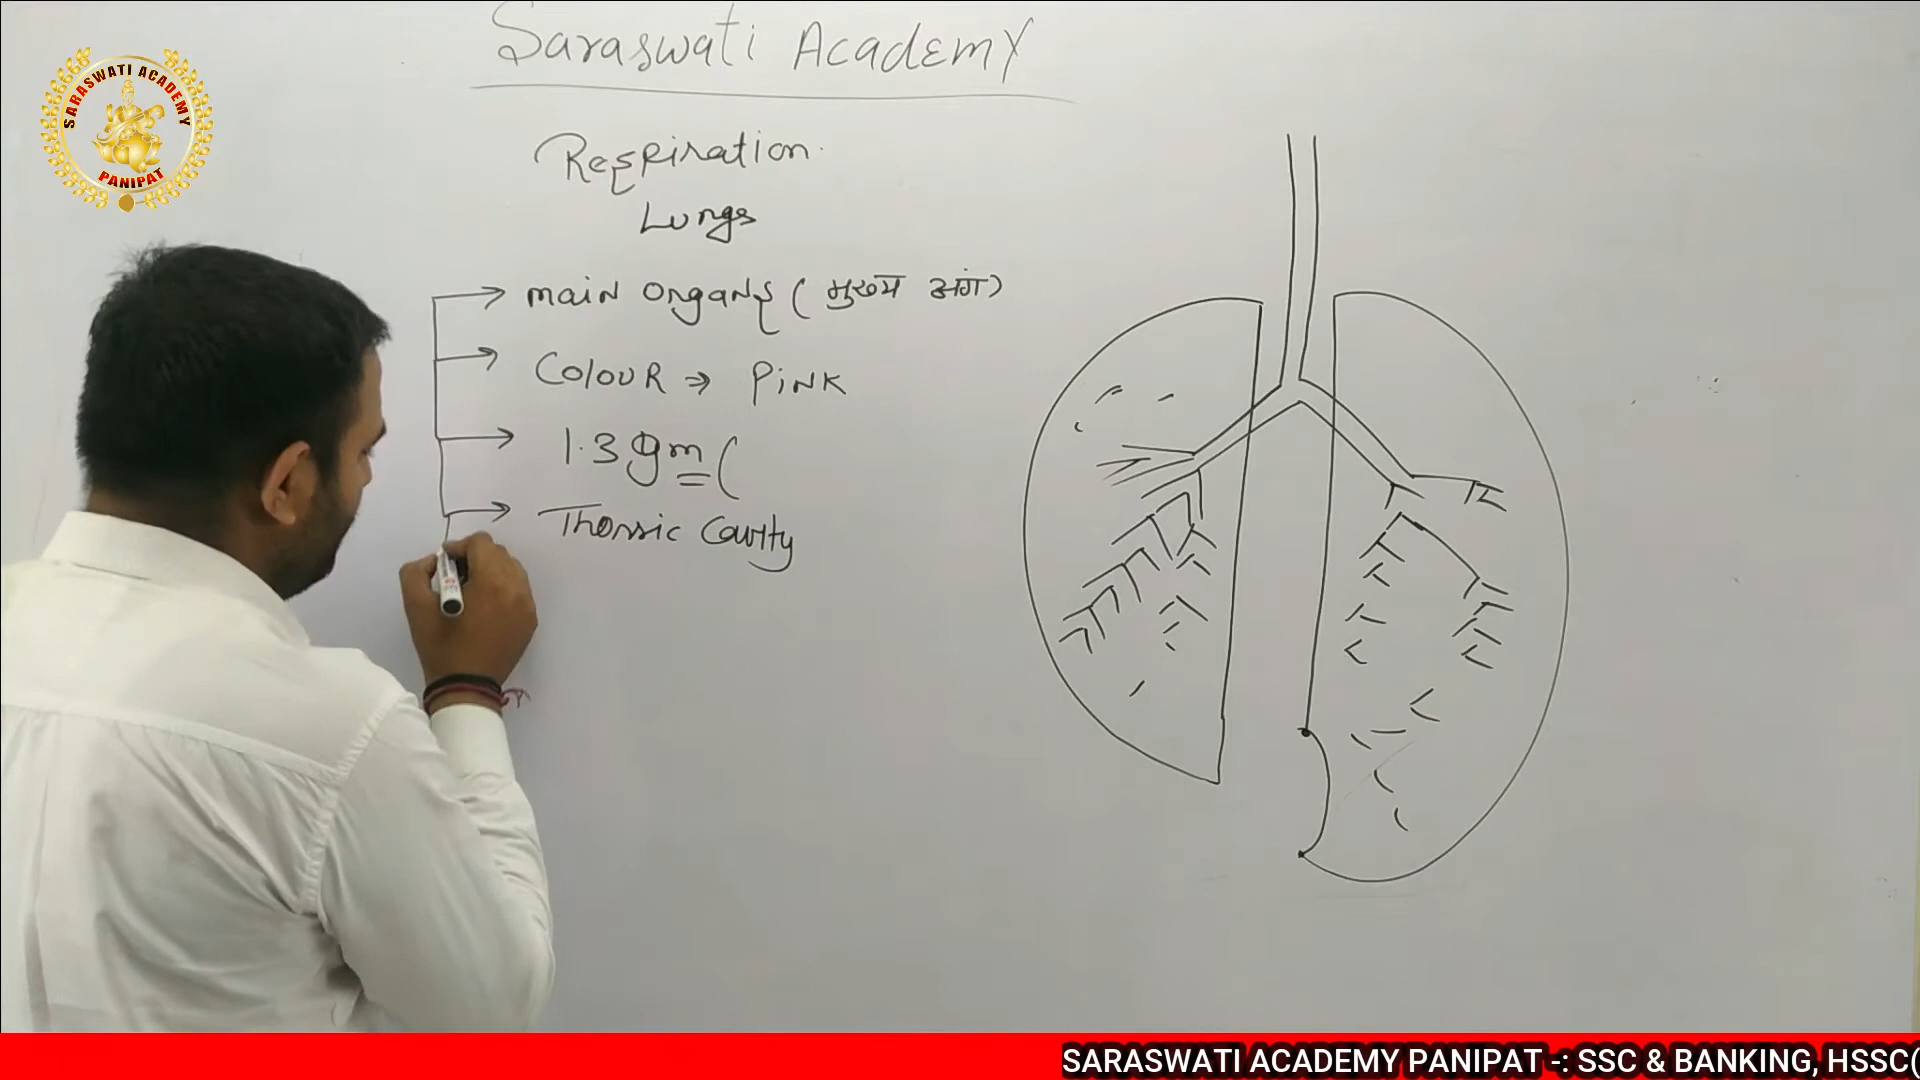 Saraswati Academy
SARASWATI ACADEMY
PANIPAT
Respiration
Lungs
main organs (मुख्य अंग)
Colour → Pink
1.3 gm (
Thorssic Cavity
SARASWATI ACADEMY PANIPAT -: SSC & BANKING, HSSC(